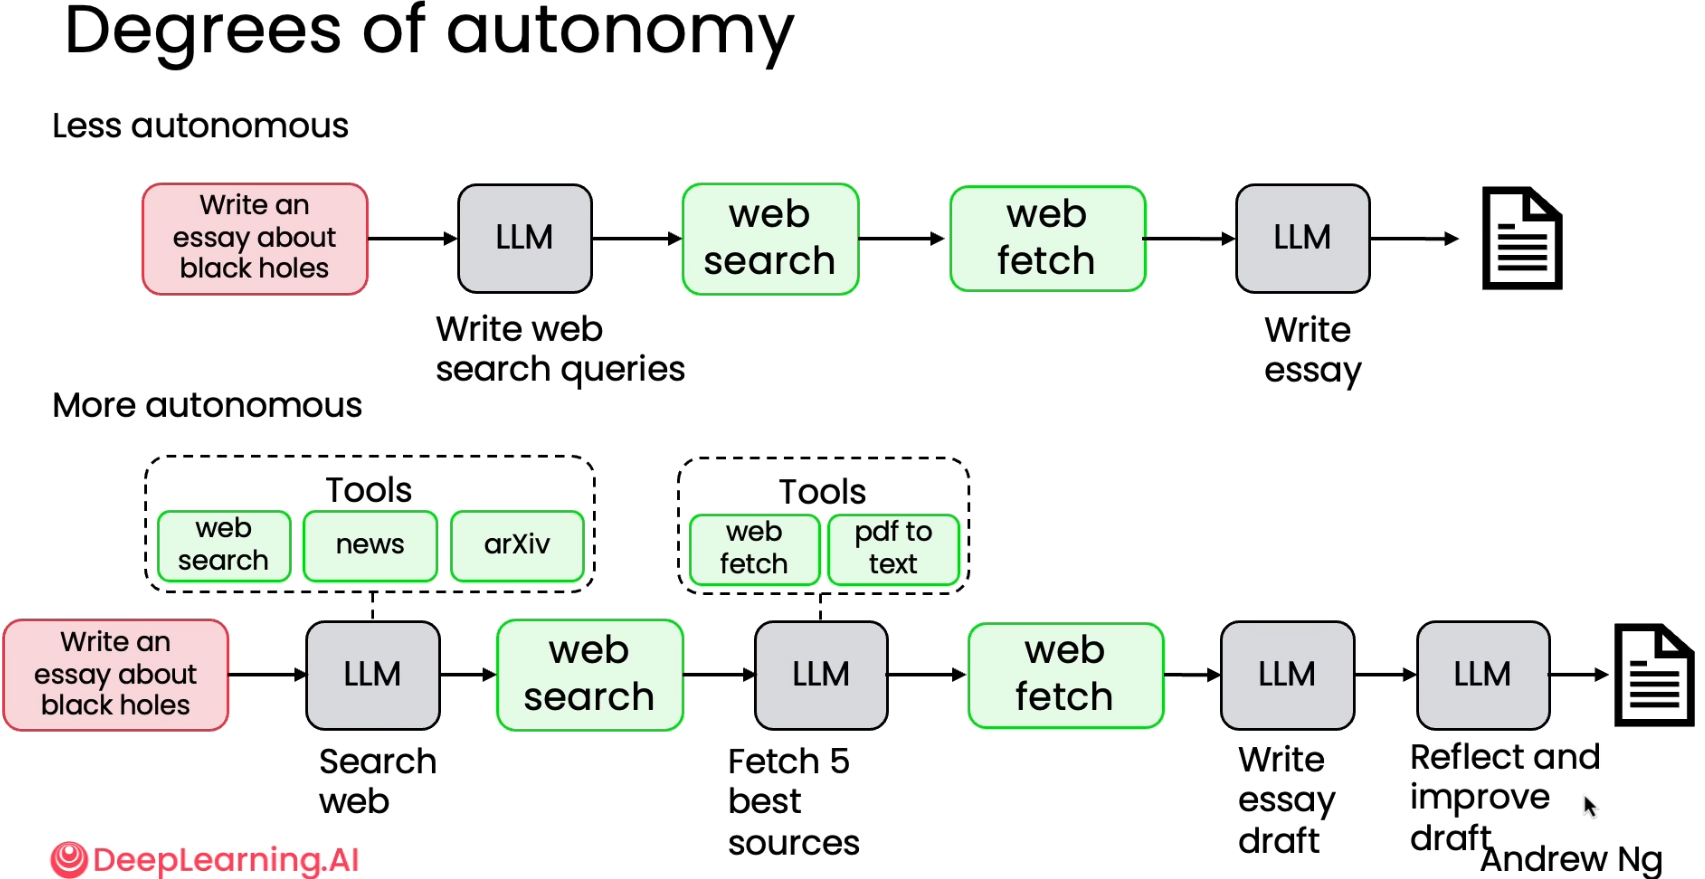 Degrees of autonomy
Less autonomous
Write an
essay about
black holes
LLM
web
search
web
fetch
LLM
Write web
search queries
Write
essay
More autonomous
Tools
web
search
news
arXiv
Tools
web
fetch
pdf to
text
Write an
essay about
black holes
LLM
web
search
LLM
web
fetch
LLM
LLM
Search
web
Fetch 5
best
sources
Write
essay
draft
Reflect and
improve
draft
DeepLearning.AI
Andrew Ng